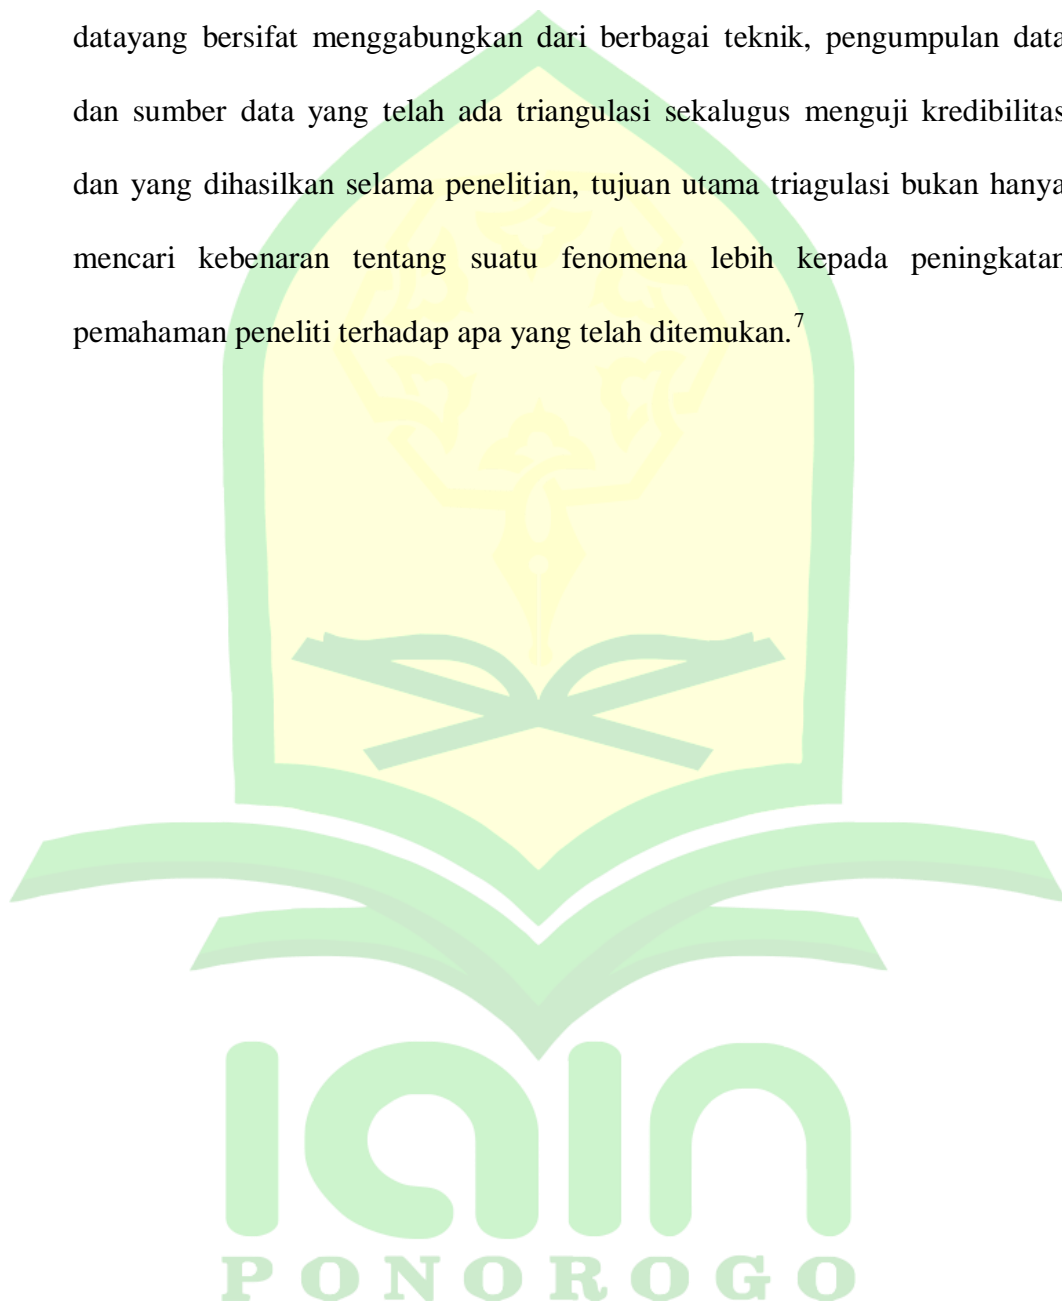 datayang bersifat menggabungkan dari berbagai teknik, pengumpulan data
dan sumber data yang telah ada triangulasi sekalugus menguji kredibilitas
dan yang dihasilkan selama penelitian, tujuan utama triagulasi bukan hanya
mencari kebenaran tentang suatu fenomena lebih kepada peningkatan
pemahaman peneliti terhadap apa yang telah ditemukan.7
iain
PONOROGO